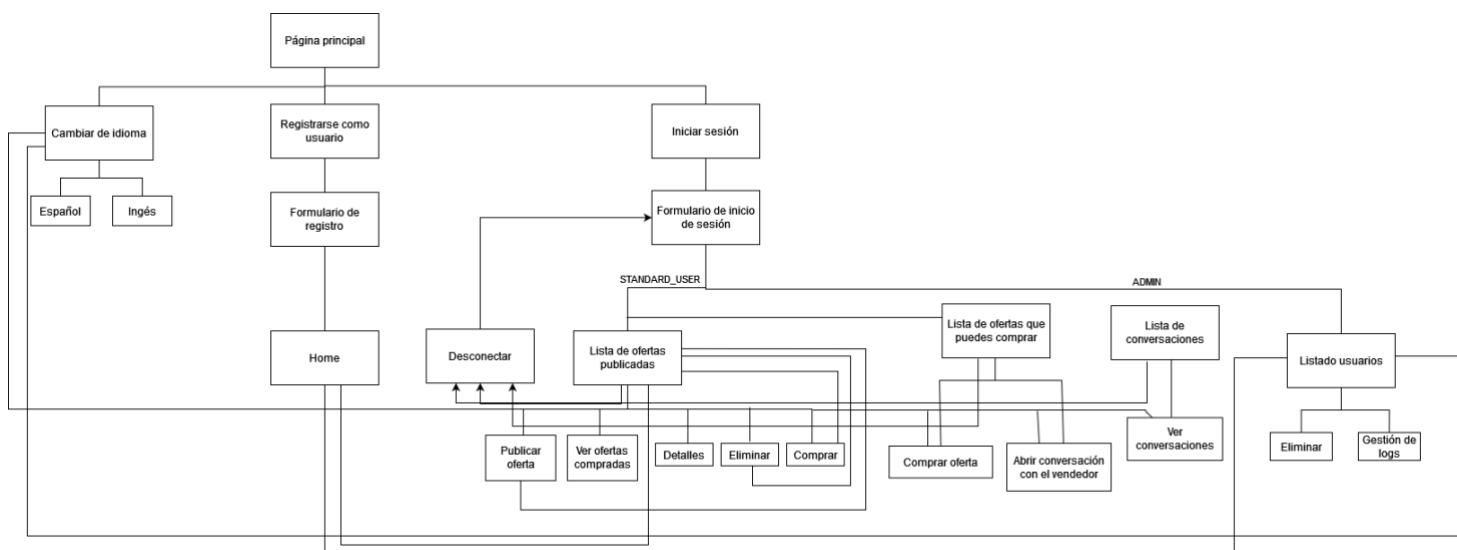 Página principal
Cambiar de idioma
Registrarse como
usuario
Iniciar sesión
Español
Ingés
Formulario de
registro
Formulario de inicio
de sesión
STANDARD_USER
ADMIN
Home
Desconectar
Lista de ofertas
publicadas
Lista de ofertas que
puedes comprar
Lista de
conversaciones
Listado usuarios
Publicar
oferta
Ver ofertas
compradas
Detalles
Eliminar
Comprar
Comprar oferta
Abrir conversación
con el vendedor
Ver
conversaciones
Eliminar
Gestión de
logs